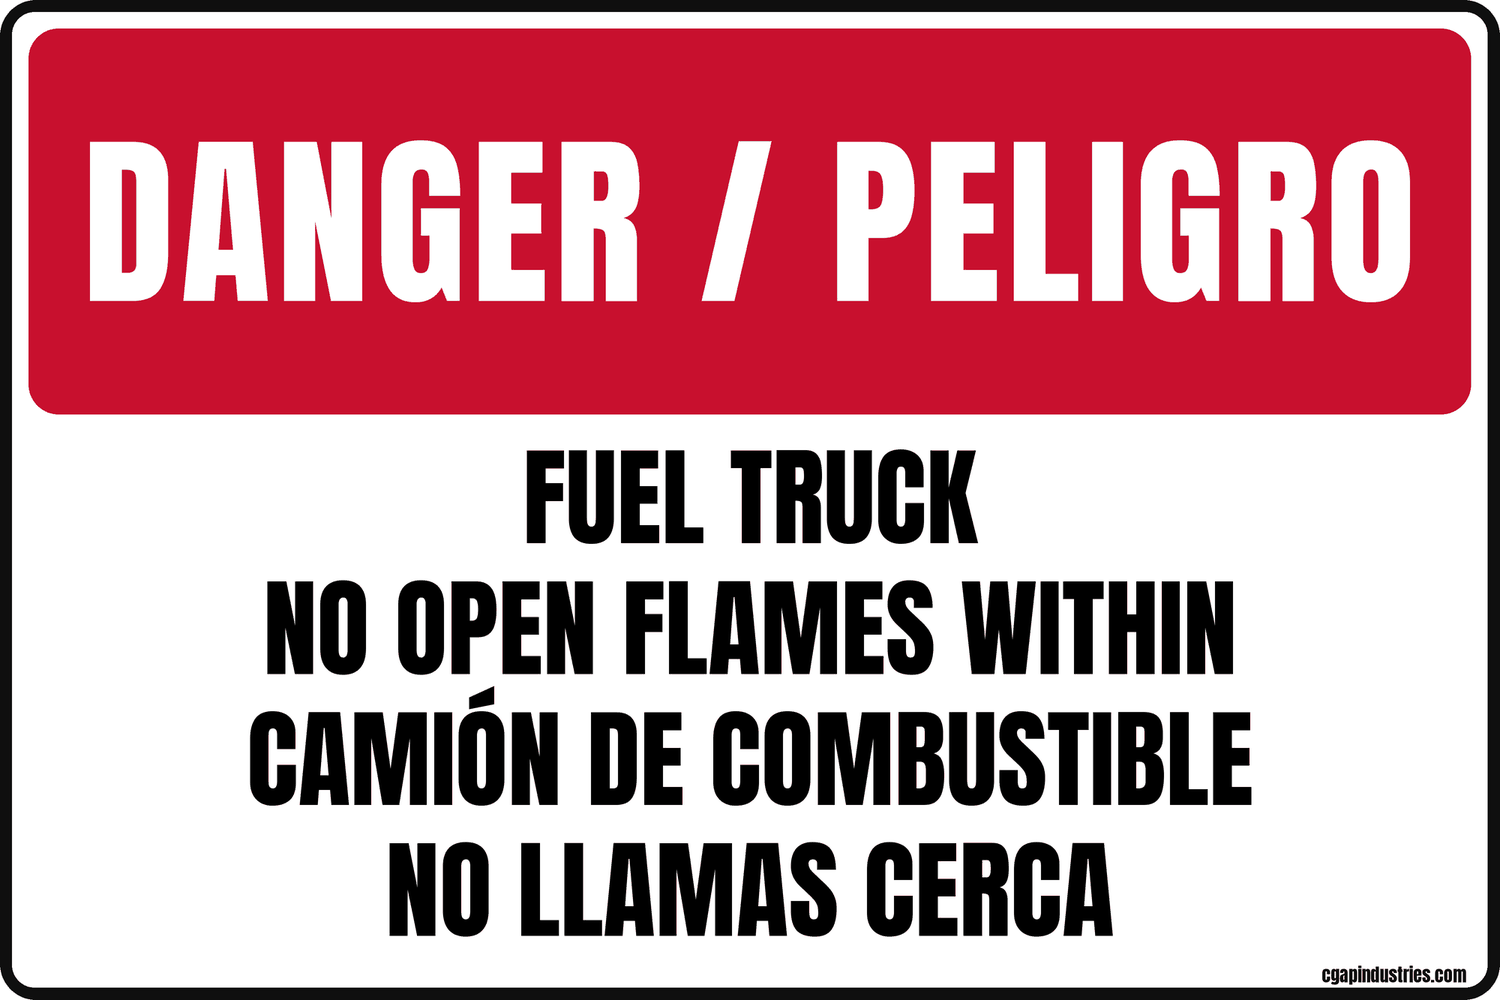 DANGER / PELIGRO
FUEL TRUCK
NO OPEN FLAMES WITHIN
CAMIÓN DE COMBUSTIBLE
NO LLAMAS CERCA
cgapindustries.com